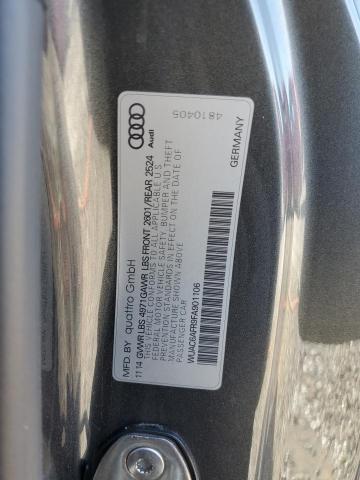 4810405
Audi
GERMANY
MFD. BY quattro GmbH
11 14 GVWR LBS 4971 GAWR LBS FRONT 2601/REAR 2524
THIS VEHICLE CONFORMS TO ALL APPLICABLE U.S.
FEDERAL MOTOR VEHICLE SAFETY, BUMPER AND THEFT
PREVENTION STANDARDS IN EFFECT ON THE DATE OF
MANUFACTURE SHOWN ABOVE
PASSENGER CAR
WUAC6AFR9FA901106